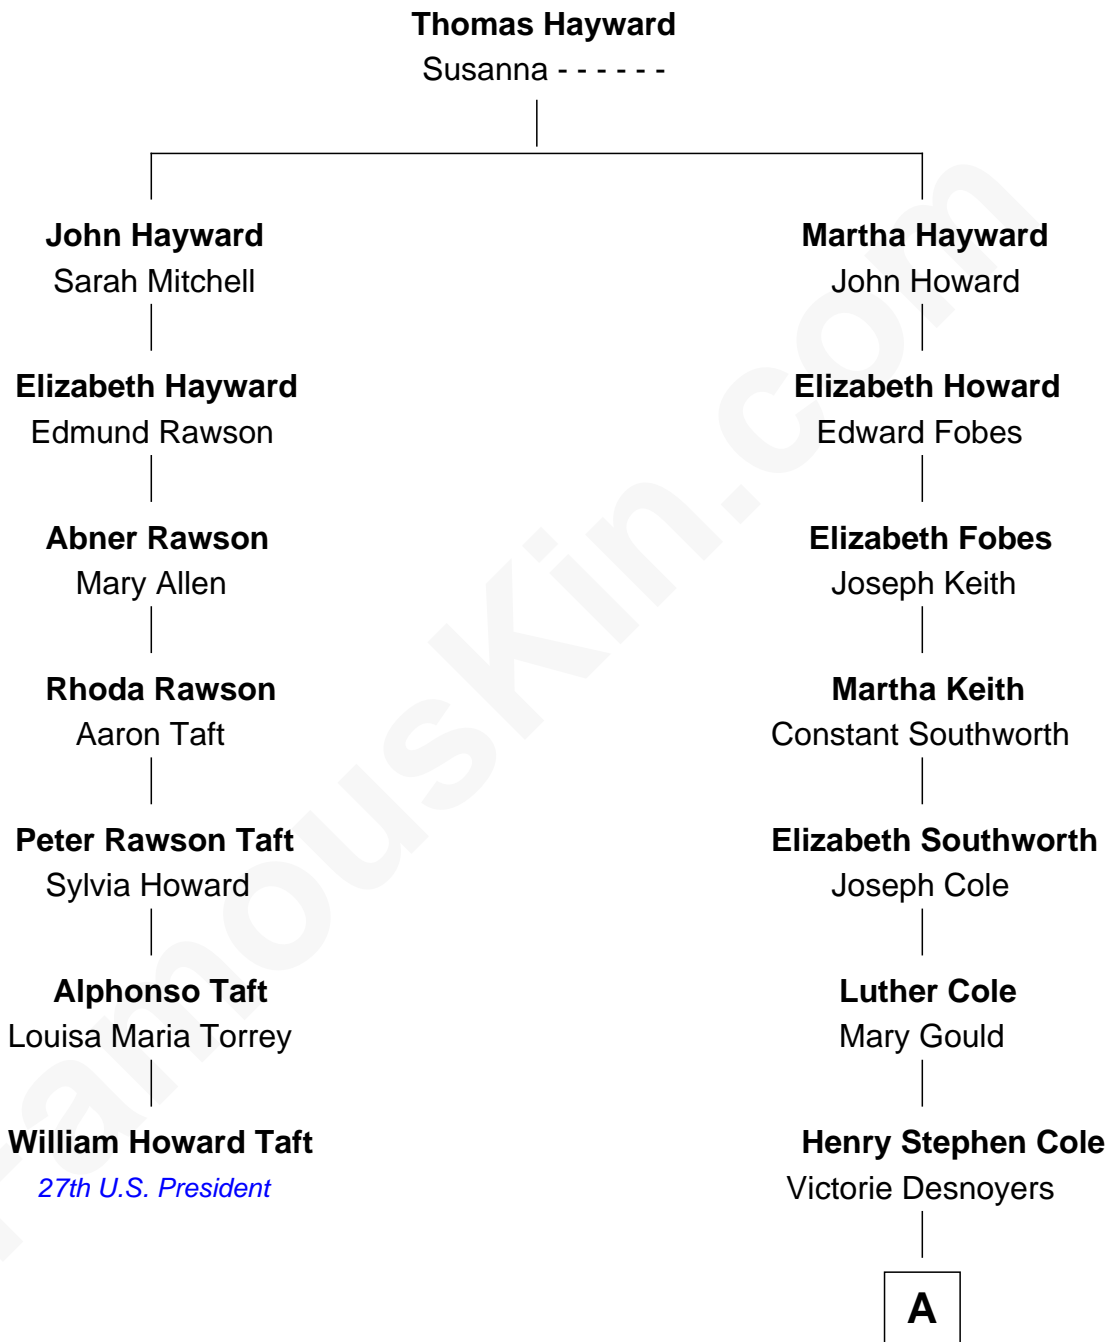 Thomas Hayward
Susanna - - - - - -
John Hayward
Sarah Mitchell
Martha Hayward
John Howard
Elizabeth Hayward
Edmund Rawson
Elizabeth Howard
Edward Fobes
Abner Rawson
Mary Allen
Elizabeth Fobes
Joseph Keith
Rhoda Rawson
Aaron Taft
Martha Keith
Constant Southworth
Peter Rawson Taft
Sylvia Howard
Elizabeth Southworth
Joseph Cole
Alphonso Taft
Louisa Maria Torrey
Luther Cole
Mary Gould
William Howard Taft
27th U.S. President
Henry Stephen Cole
Victorie Desnoyers
A
FamousKin.com